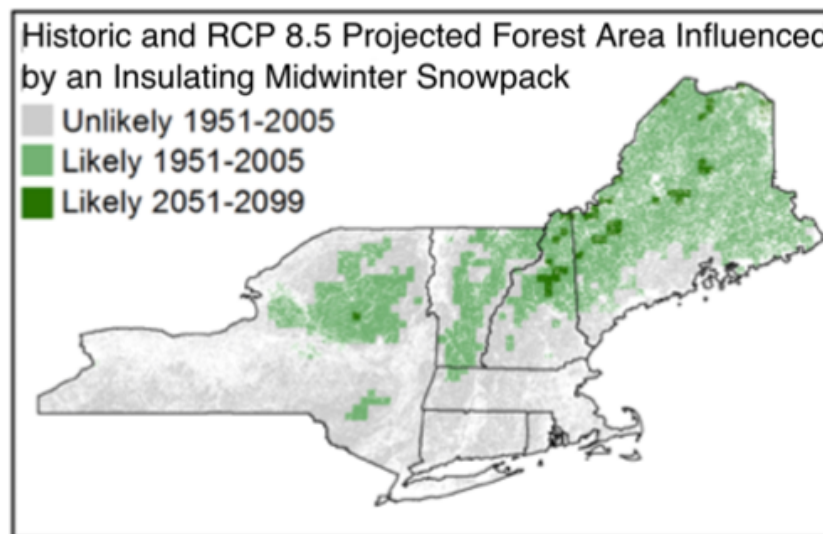 Historic and RCP 8.5 Projected Forest Area Influenced
by an Insulating Midwinter Snowpack
Unlikely 1951-2005
Likely 1951-2005
Likely 2051-2099